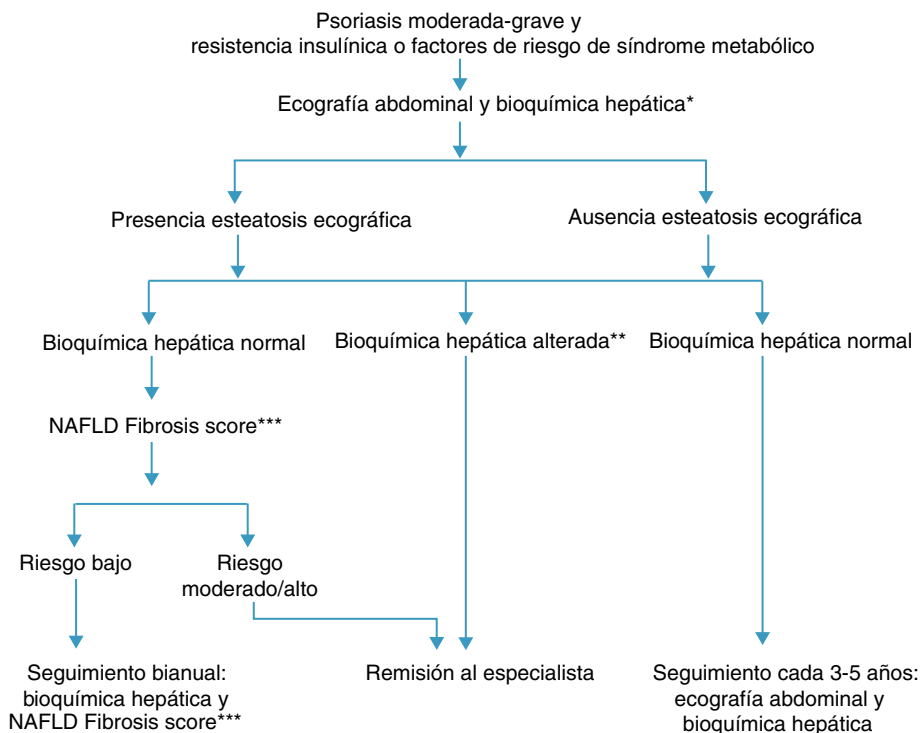 Psoriasis moderada-grave y
resistencia insulínica o factores de riesgo de síndrome metabólico
Ecografía abdominal y bioquímica hepática*
Presencia esteatosis ecográfica
Ausencia esteatosis ecográfica
Bioquímica hepática normal
Bioquímica hepática alterada**
Bioquímica hepática normal
NAFLD Fibrosis score***
Riesgo bajo
Riesgo
moderado/alto
Seguimiento bianual:
bioquímica hepática y
NAFLD Fibrosis score***
Remisión al especialista
Seguimiento cada 3-5 años:
ecografía abdominal y
bioquímica hepática